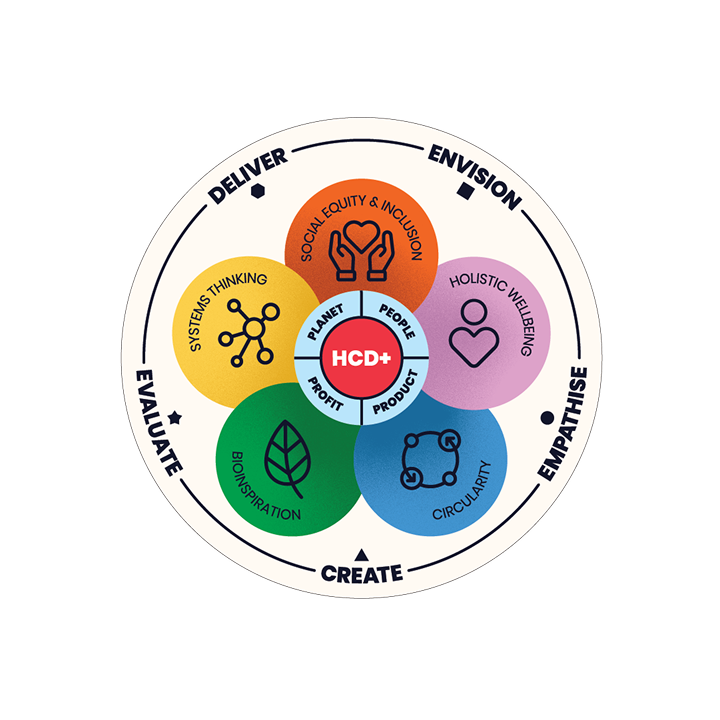 DELIVER
ENVISION
SOCIAL EQUITY & INCLUSION
SYSTEMS THINKING
HOLISTIC WELLBEING
PLANET
PEOPLE
HCD+
PROFIT
PRODUCT
EVALUATE
EMPATHISE
BIOINSPIRATION
CIRCULARITY
CREATE